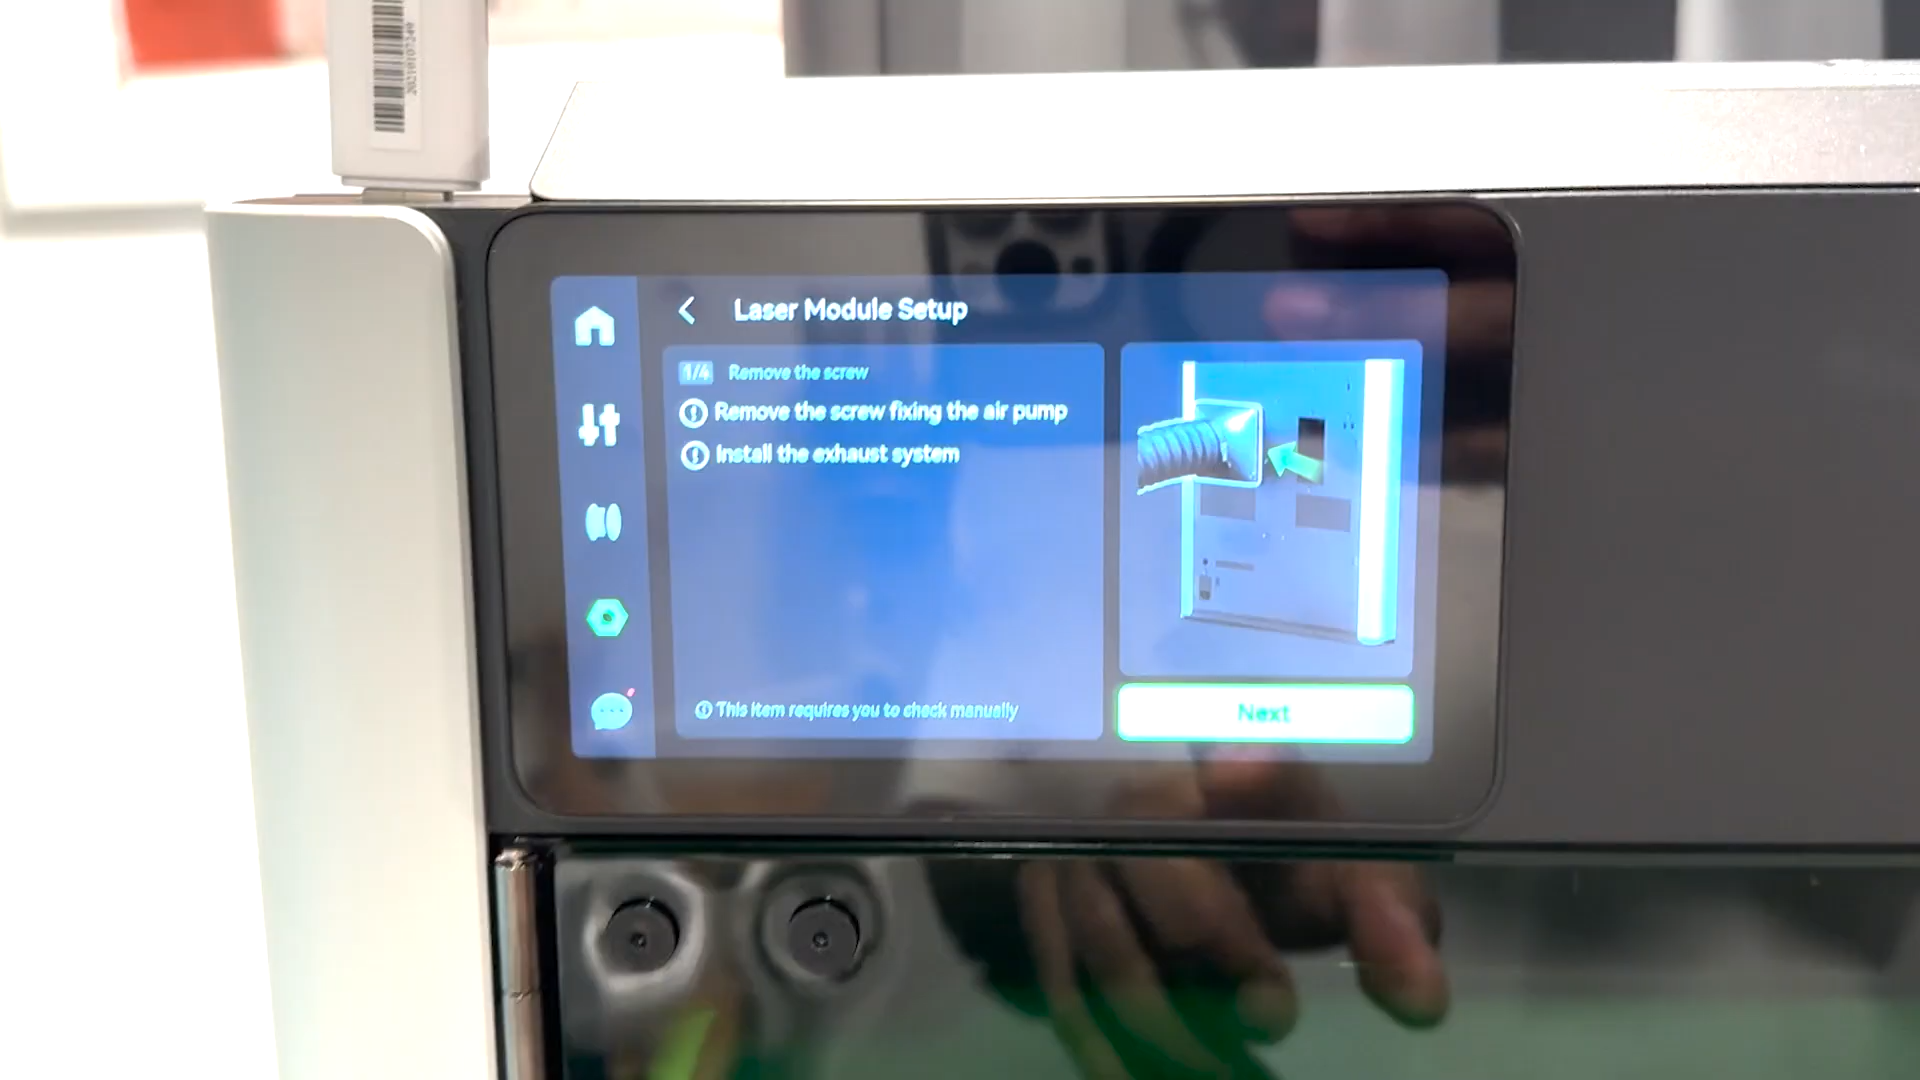 Laser Module Setup
1/4 Remove the screw
Remove the screw fixing the air pump
Install the exhaust system
This item requires you to check manually
Next